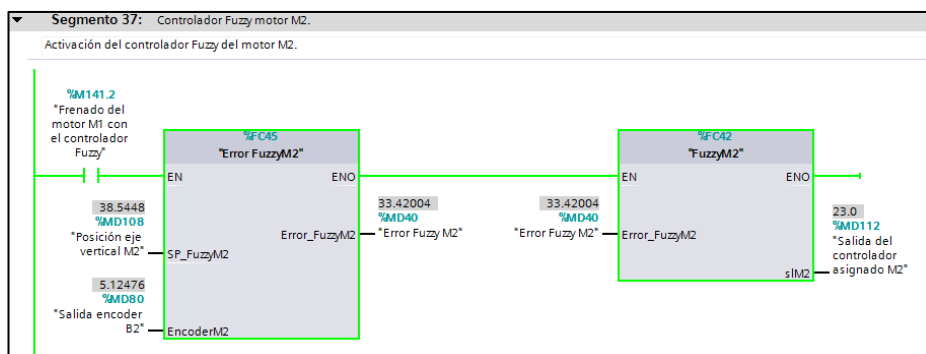 Segmento 37: Controlador Fuzzy motor M2.
Activación del controlador Fuzzy del motor M2.
%M141.2
"Frenado del
motor M1 con
el controlador
Fuzzy"
%FC45
"Error FuzzyM2"
EN
ENO
38.5448
%MD108
"Posición eje
vertical M2"
SP_FuzzyM2
5.12476
%MD80
"Salida encoder
B2"
EncoderM2
Error_FuzzyM2
33.42004
%MD40
"Error Fuzzy M2"
%FC42
"FuzzyM2"
EN
ENO
33.42004
%MD40
"Error Fuzzy M2"
Error_FuzzyM2
slM2
23.0
%MD112
"Salida del
controlador
asignado M2"